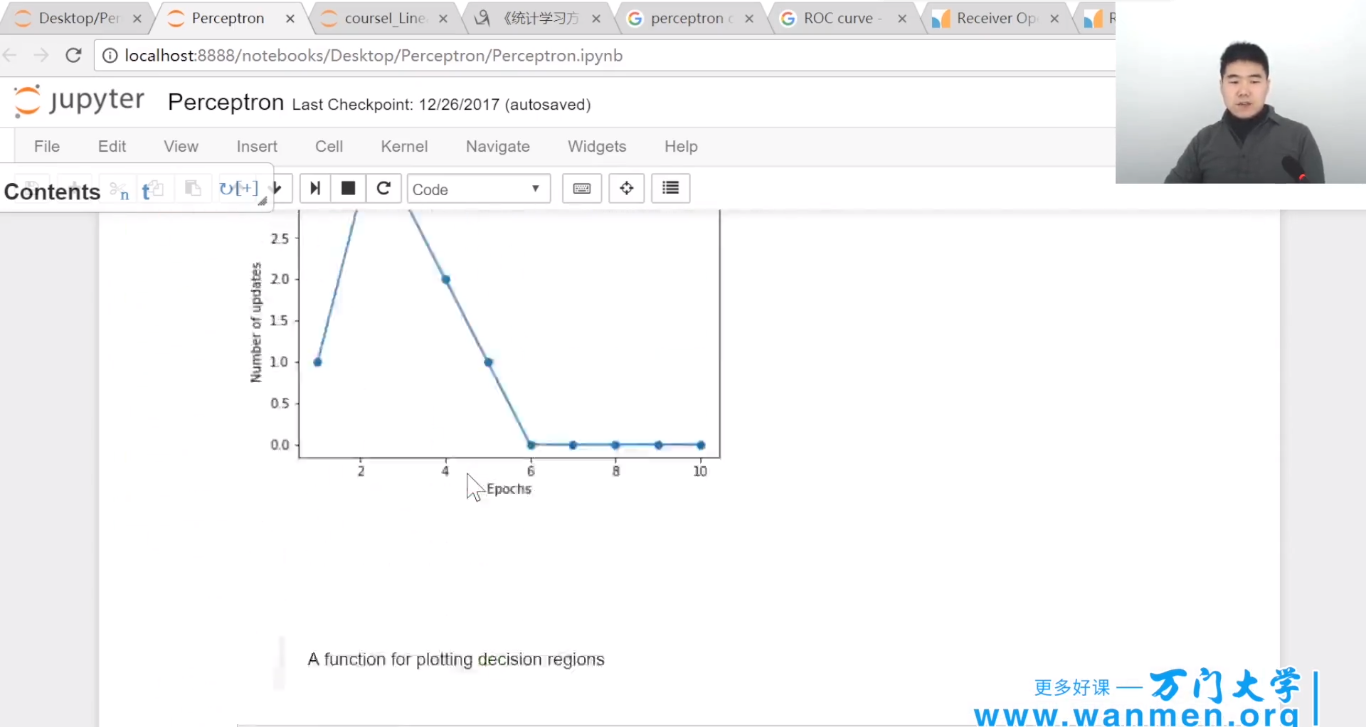 Desktop/Per
Perceptron
coursel_Line
《统计学习方
perceptron c
ROC curve -
Receiver Op
localhost:8888/notebooks/Desktop/Perceptron/Perceptron.ipynb
jupyter Perceptron Last Checkpoint: 12/26/2017 (autosaved)
File Edit View Insert Cell Kernel Navigate Widgets Help
Contents n t [+]
Code
2.5
2.0
1.5
1.0
0.5
0.0
Number of updates
2 4 6 8 10
Epochs
A function for plotting decision regions
更多好课 — 万门大学
www.wanmen.org